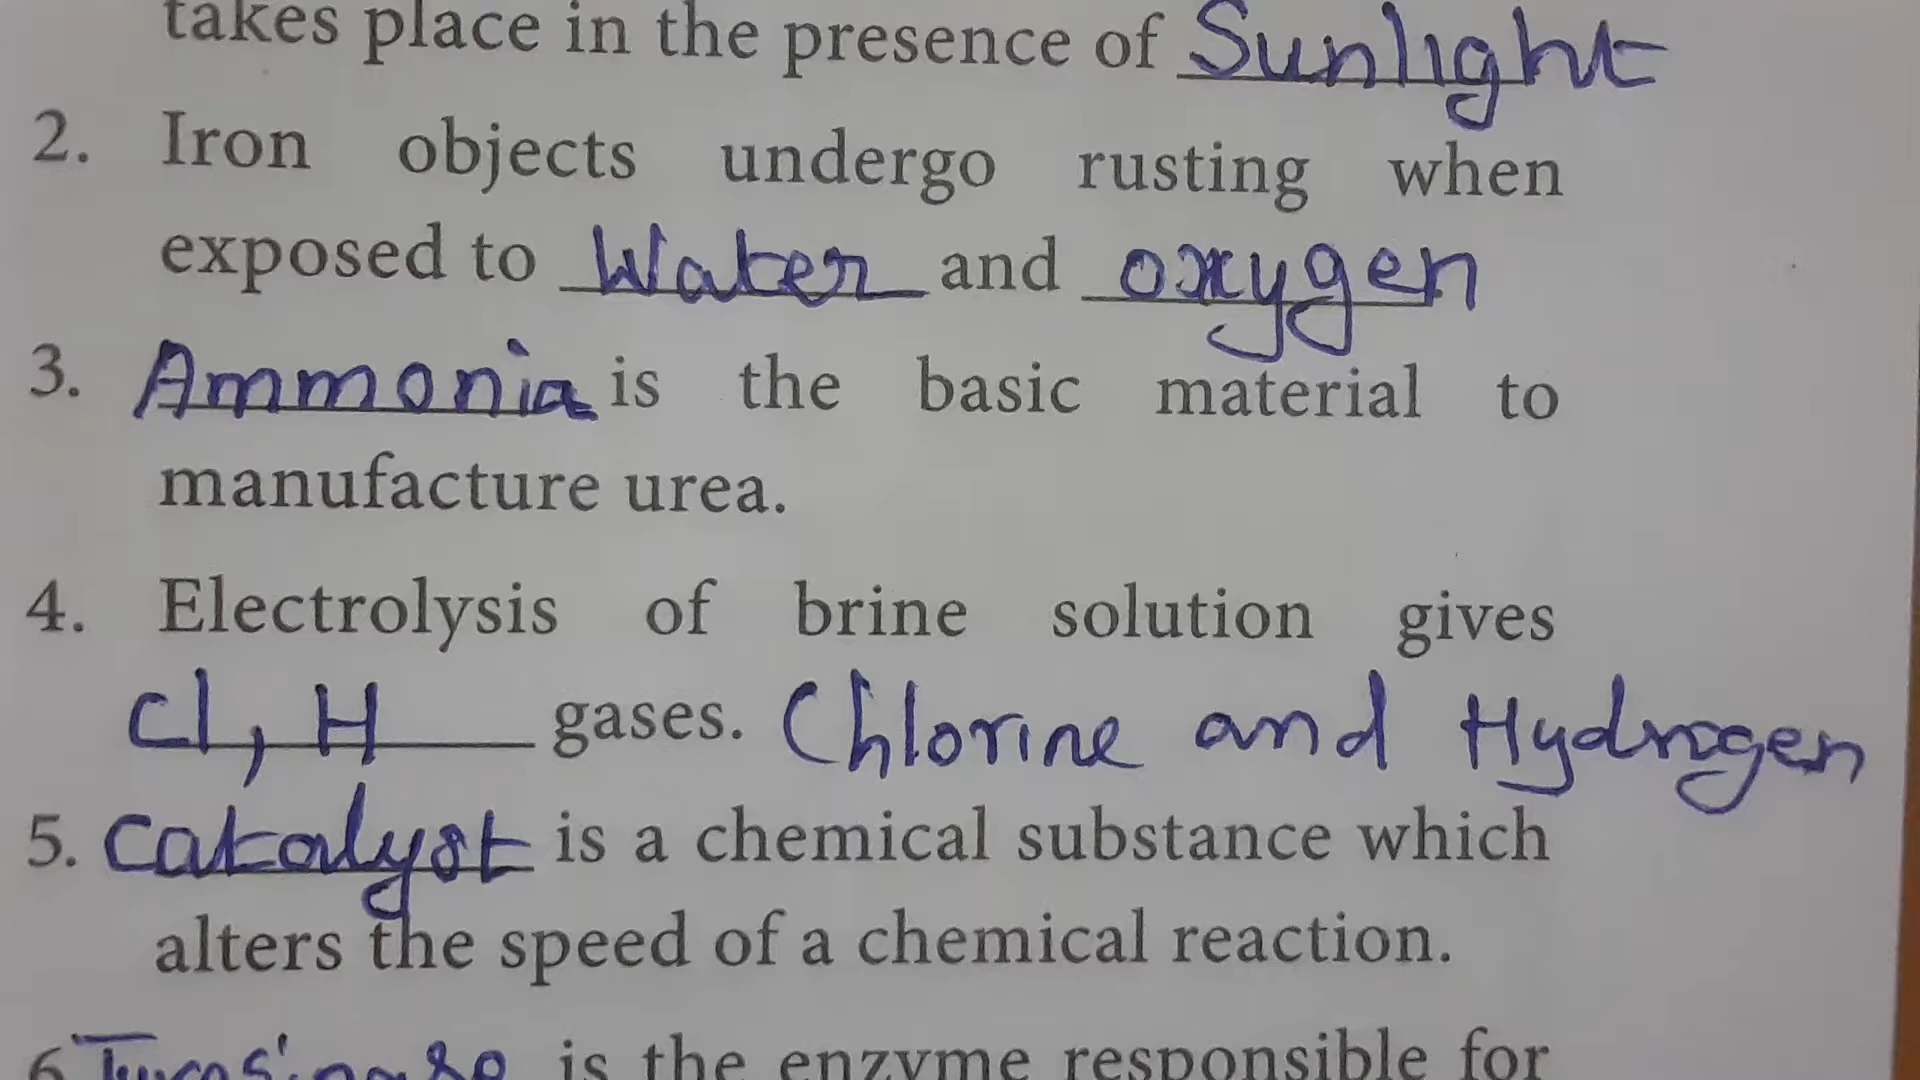 takes place in the presence of Sunlight
2. Iron objects undergo rusting when
exposed to Water and oxygen
3. Ammonia is the basic material to
manufacture urea.
4. Electrolysis of brine solution gives
Cl, H gases. Chlorine and Hydrogen
5. Catalyst is a chemical substance which
alters the speed of a chemical reaction.
6 is the enzyme responsible for